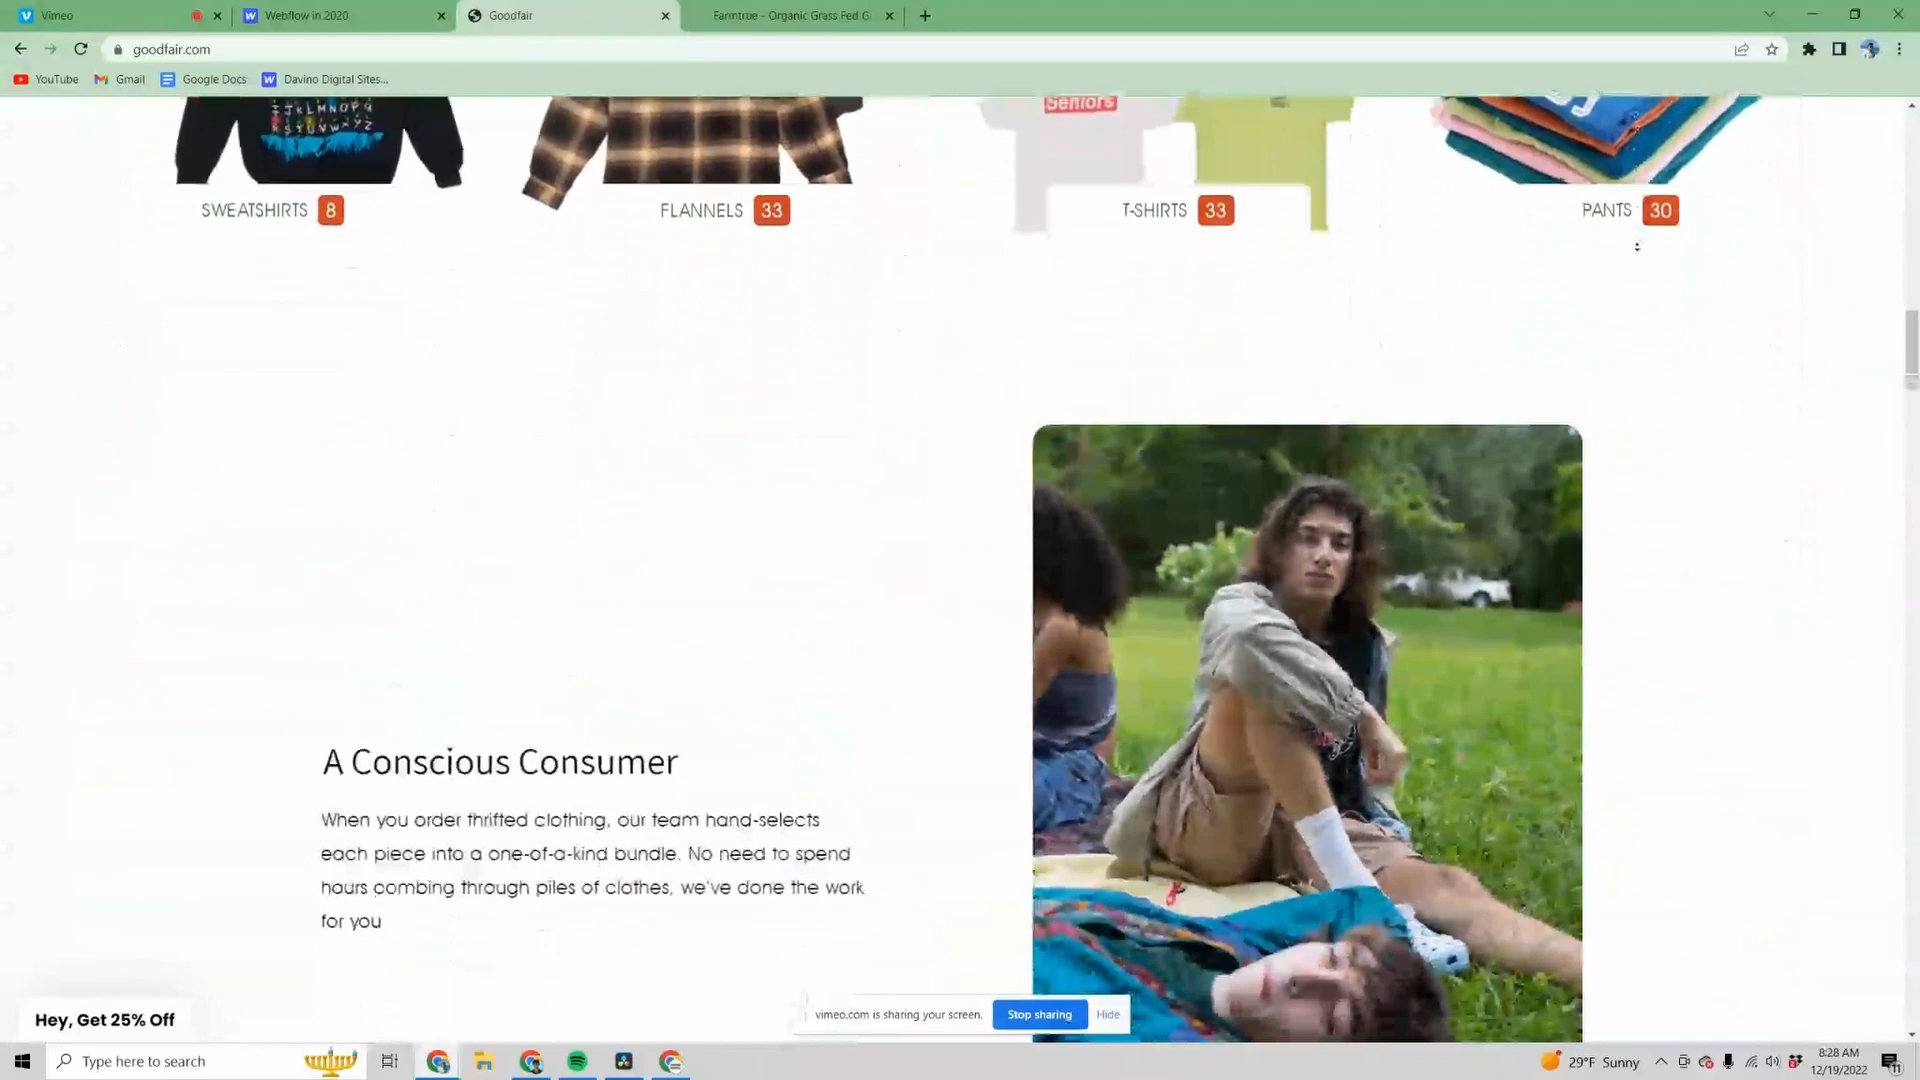 Vimeo
Webflow in 2020
Goodfair
Farmtrue - Organic Grass Fed G
goodfair.com
YouTube
Gmail
Google Docs
Davino Digital Sites...
Seniors
SWEATSHIRTS 8
FLANNELS 33
T-SHIRTS 33
PANTS 30
A Conscious Consumer
When you order thrifted clothing, our team hand-selects
each piece into a one-of-a-kind bundle. No need to spend
hours combing through piles of clothes, we've done the work
for you
Hey, Get 25% Off
vimeo.com is sharing your screen.
Stop sharing
Hide
Type here to search
29°F Sunny
8:28 AM
12/19/2022
11